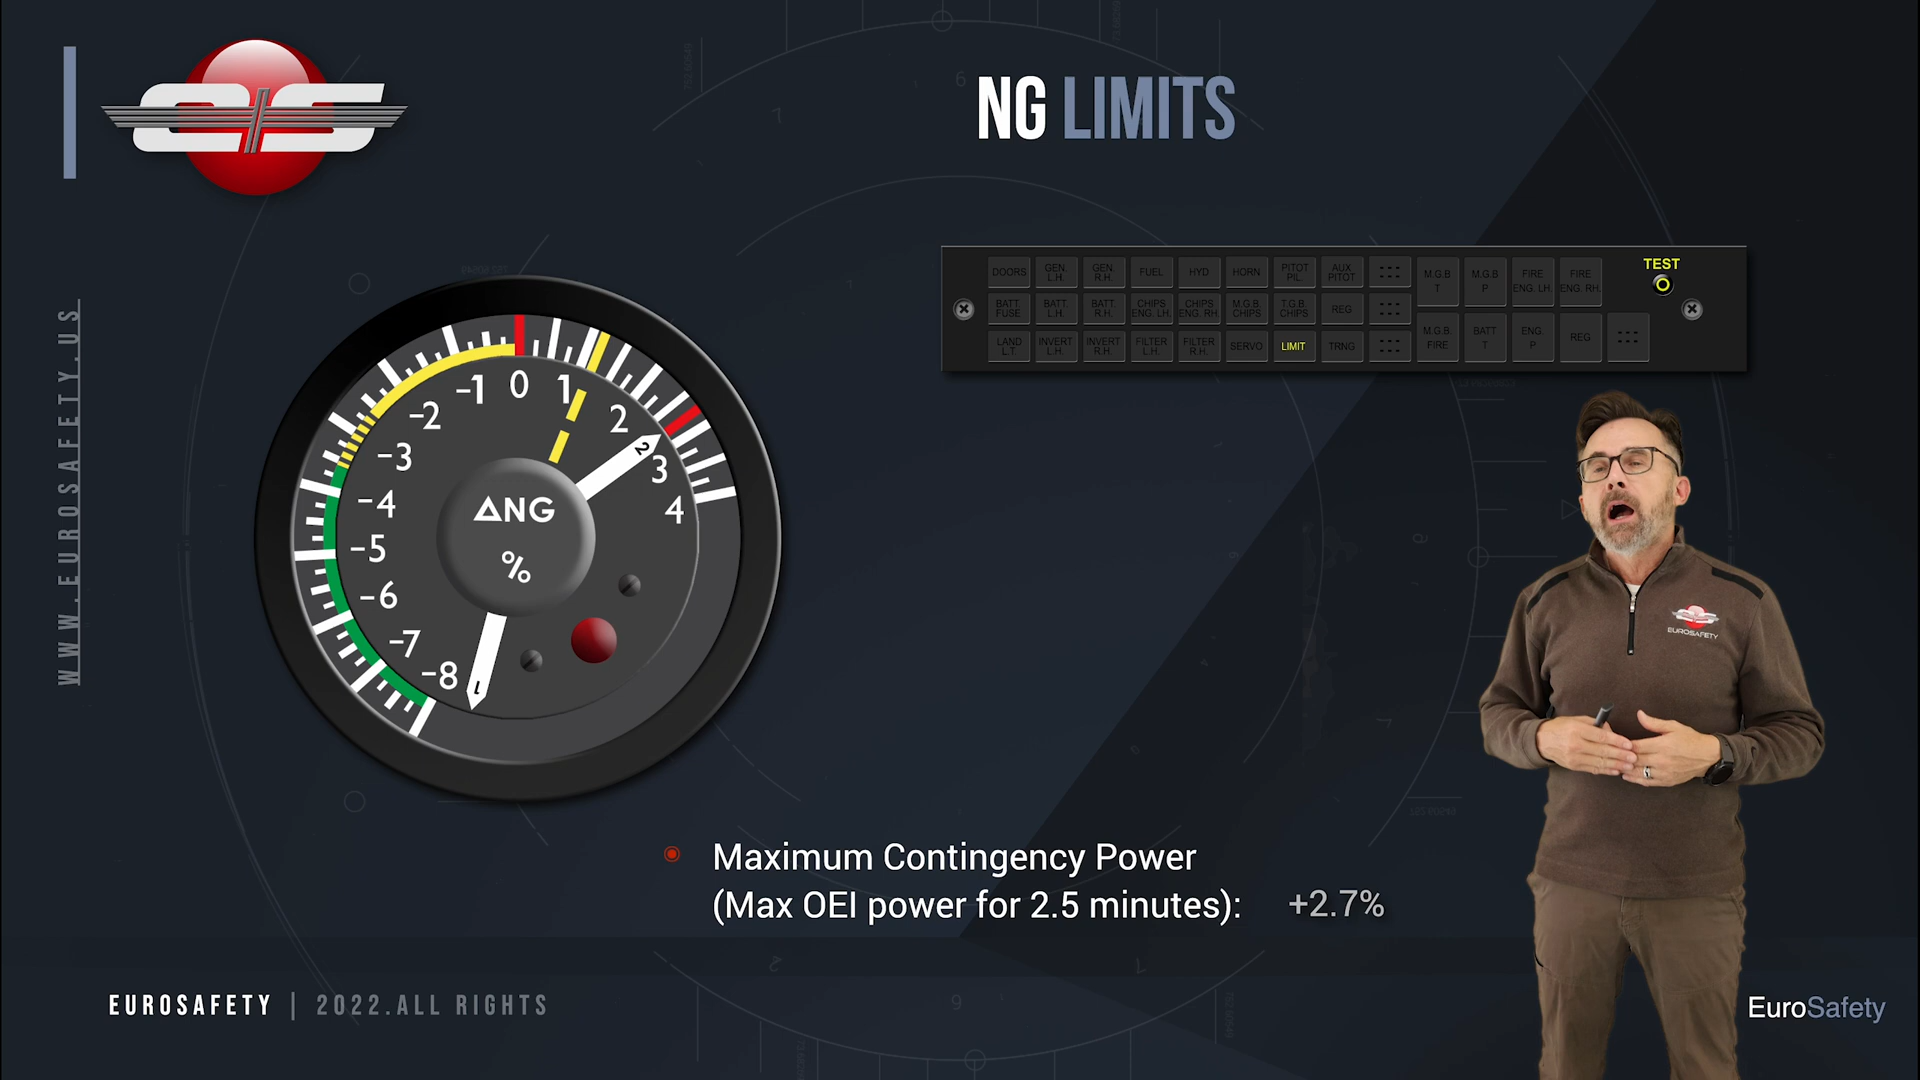 NG LIMITS
WWW.EUROSAFETY.US
DOORS
GEN. L.H.
GEN. R.H.
FUEL
HYD
HORN
PITOT PIL.
AUX PITOT
M.G.B T
M.G.B P
FIRE ENG. LH.
FIRE ENG. RH.
TEST
BATT. FUSE
BATT. L.H.
BATT. R.H.
CHIPS ENG. LH.
CHIPS ENG. RH.
M.G.B CHIPS
T.G.B. CHIPS
REG
LAND L.T.
INVERT L.H.
INVERT R.H.
FILTER L.H.
FILTER R.H.
SERVO
LIMIT
TRNG
M.G.B. FIRE
BATT T
ENG. P
REG
-8
-7
-6
-5
-4
-3
-2
-1
0
1
2
3
4
2
1
ΔNG
%
EUROSAFETY
Maximum Contingency Power
(Max OEI power for 2.5 minutes): +2.7%
EUROSAFETY | 2022.ALL RIGHTS
EuroSafety